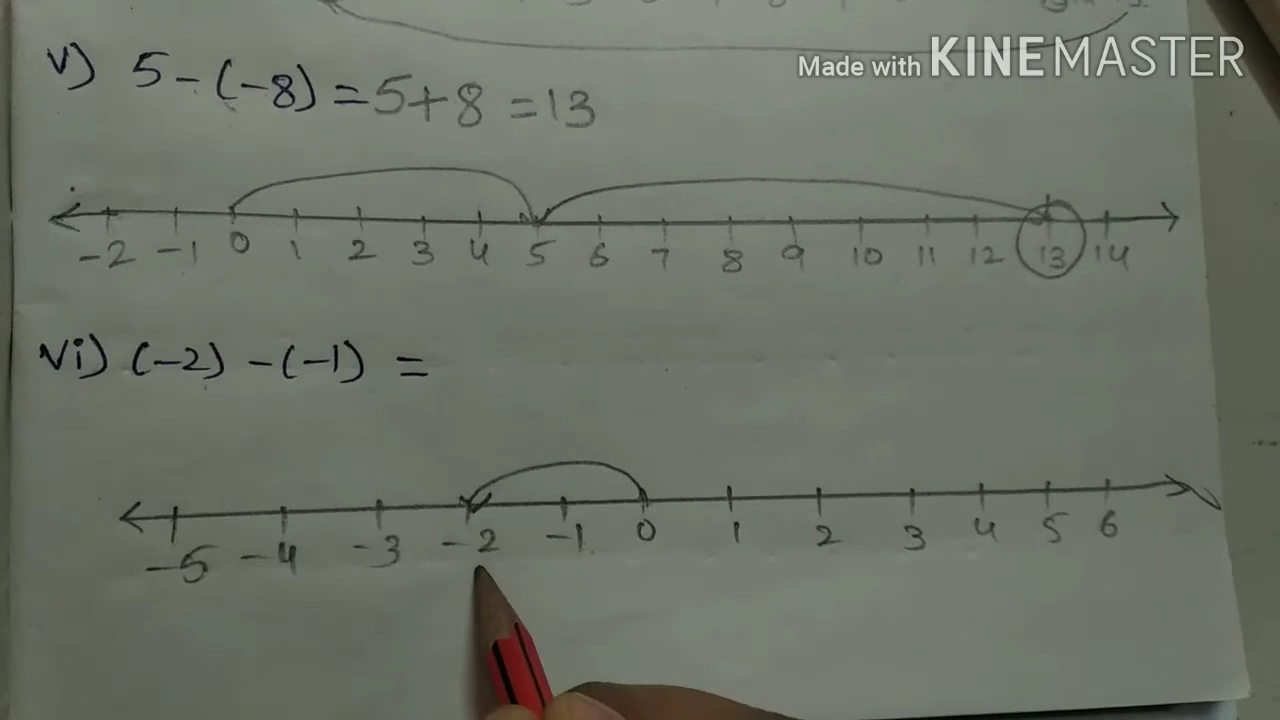 Made with KINEMASTER
V) 5-(-8) = 5+8 = 13
-2 -1 0 1 2 3 4 5 6 7 8 9 10 11 12 13 14
Vi) (-2) -(-1) =
-5 -4 -3 -2 -1 0 1 2 3 4 5 6